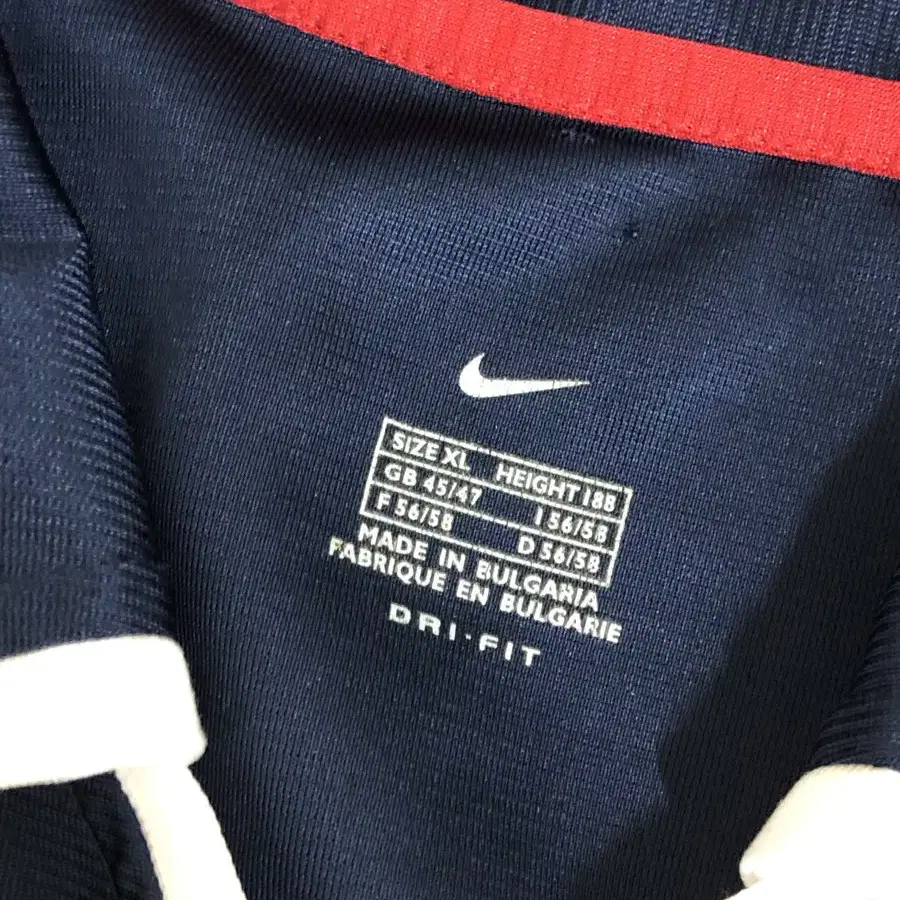 SIZE XL HEIGHT 188
GB 45/47 I 56/58
F 56/58 D 56/58
MADE IN BULGARIA
FABRIQUE EN BULGARIE
DRI·FIT